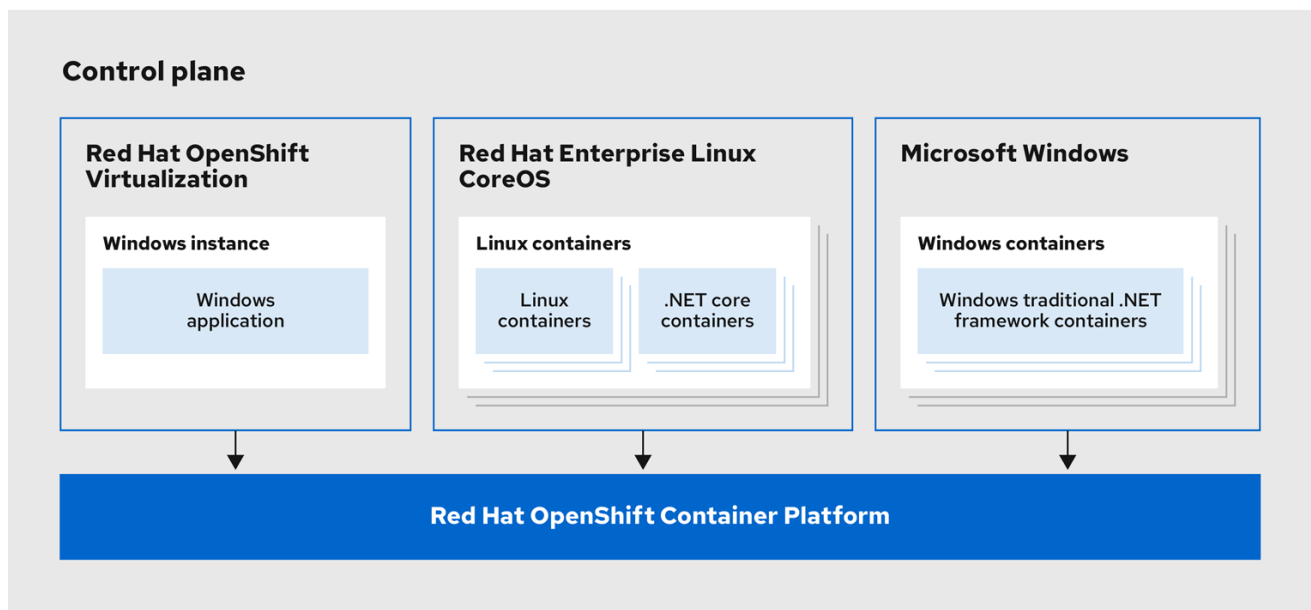 Control plane
Red Hat OpenShift
Virtualization
Windows instance
Windows
application
Red Hat Enterprise Linux
CoreOS
Linux containers
Linux
containers
.NET core
containers
Microsoft Windows
Windows containers
Windows traditional .NET
framework containers
Red Hat OpenShift Container Platform